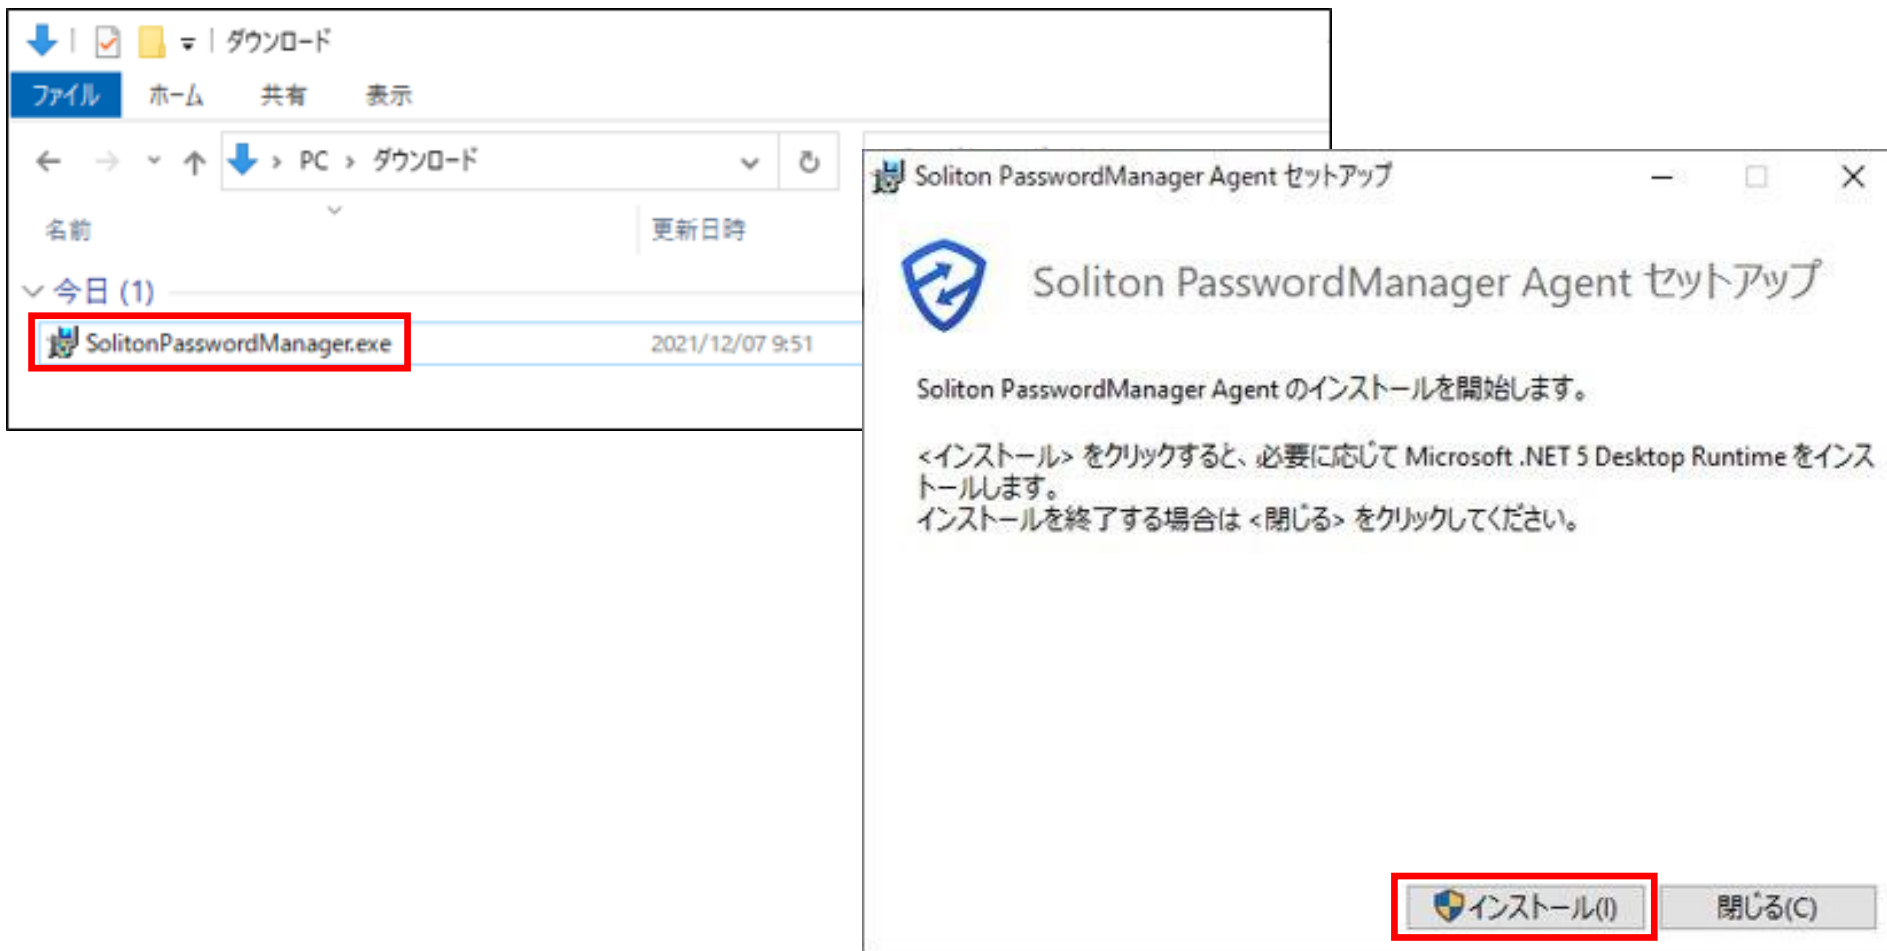 ダウンロード
ファイル ホーム 共有 表示
PC > ダウンロード
名前 更新日時
今日 (1)
SolitonPasswordManager.exe 2021/12/07 9:51
Soliton PasswordManager Agent セットアップ
Soliton PasswordManager Agent セットアップ
Soliton PasswordManager Agent のインストールを開始します。
<インストール> をクリックすると、必要に応じて Microsoft .NET 5 Desktop Runtime をインス
トールします。
インストールを終了する場合は <閉じる> をクリックしてください。
インストール(I) 閉じる(C)